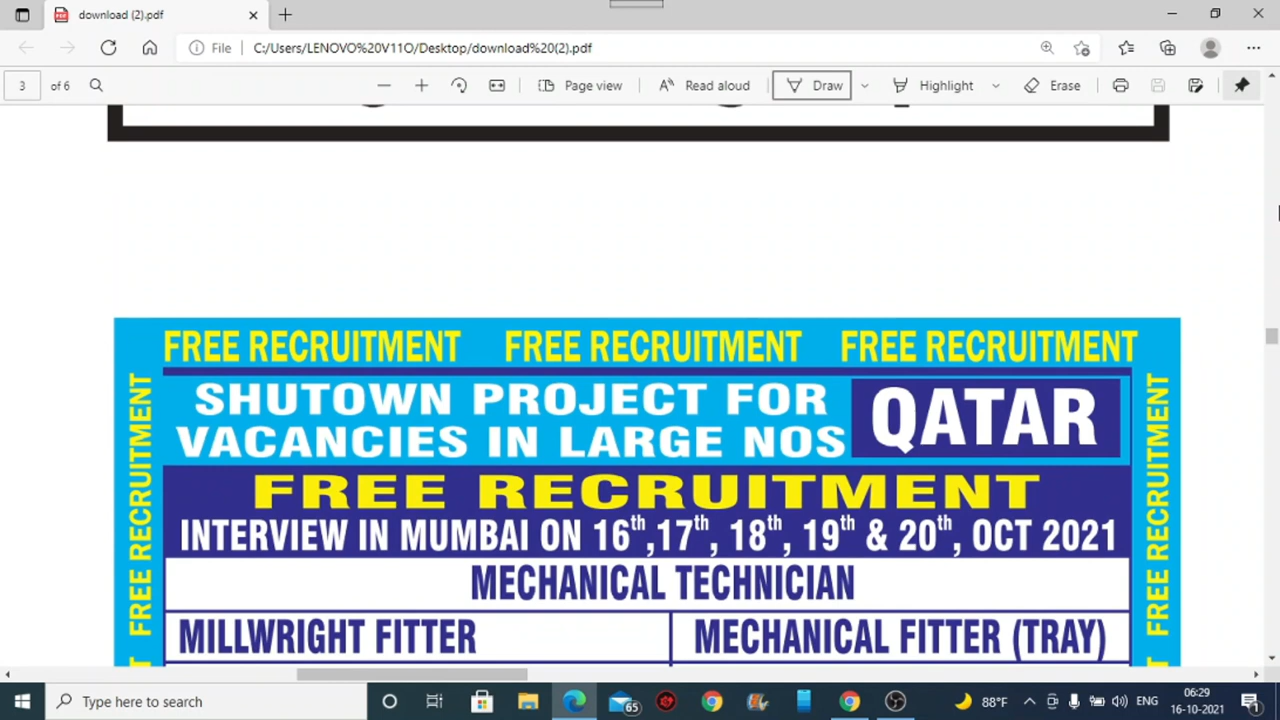 download (2).pdf
File
C:/Users/LENOVO%20V11O/Desktop/download%20(2).pdf
3 of 6
Page view
Read aloud
Draw
Highlight
Erase
FREE RECRUITMENT FREE RECRUITMENT FREE RECRUITMENT
FREE RECRUITMENT
SHUTOWN PROJECT FOR
VACANCIES IN LARGE NOS
QATAR
FREE RECRUITMENT
FREE RECRUITMENT
INTERVIEW IN MUMBAI ON 16th,17th, 18th, 19th & 20th, OCT 2021
MECHANICAL TECHNICIAN
MILLWRIGHT FITTER
MECHANICAL FITTER (TRAY)
Type here to search
65
88°F
ENG
06:29
16-10-2021
1